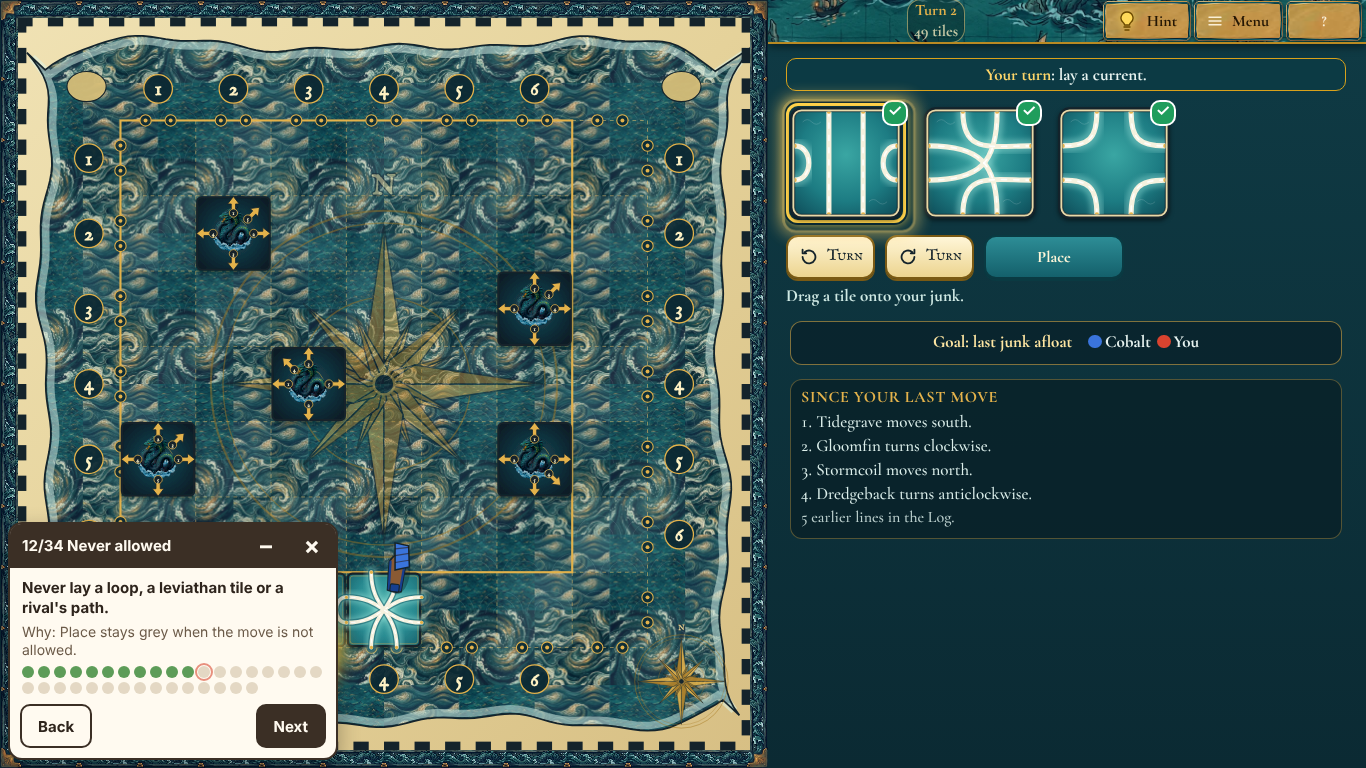 Turn 2
49 tiles
Hint
Menu
?
Your turn: lay a current.
Turn
Turn
Place
Drag a tile onto your junk.
Goal: last junk afloat
Cobalt
You
SINCE YOUR LAST MOVE
1. Tidegrave moves south.
2. Gloomfin turns clockwise.
3. Stormcoil moves north.
4. Dredgeback turns anticlockwise.
5 earlier lines in the Log.
1 2 3 4 5 6
1 1
N
2 2
3 3
4 4
5 5
6
N
4 5 6
12/34 Never allowed
Never lay a loop, a leviathan tile or a
rival's path.
Why: Place stays grey when the move is not
allowed.
Back
Next